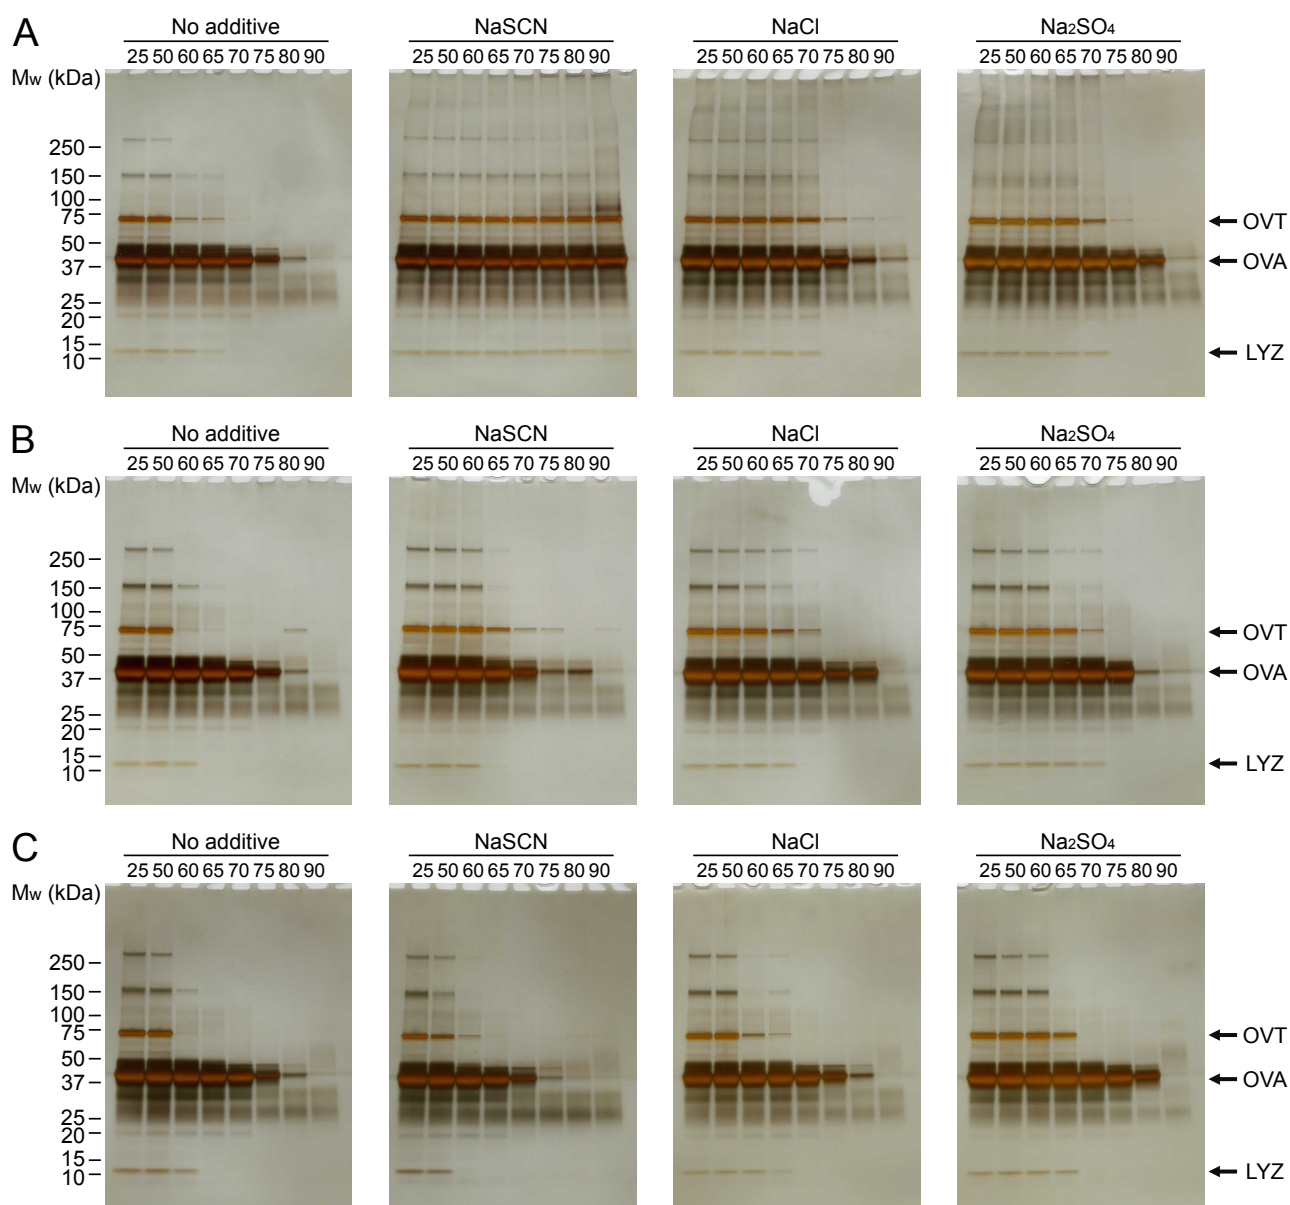 A
No additive NaSCN NaCl Na₂SO₄
25 50 60 65 70 75 80 90 25 50 60 65 70 75 80 90 25 50 60 65 70 75 80 90 25 50 60 65 70 75 80 90
Mw (kDa)
250
150
100
75
OVT
50
OVA
37
25
20
15
LYZ
10
B
No additive NaSCN NaCl Na₂SO₄
25 50 60 65 70 75 80 90 25 50 60 65 70 75 80 90 25 50 60 65 70 75 80 90 25 50 60 65 70 75 80 90
Mw (kDa)
250
150
100
75
OVT
50
OVA
37
25
20
15
LYZ
10
C
No additive NaSCN NaCl Na₂SO₄
25 50 60 65 70 75 80 90 25 50 60 65 70 75 80 90 25 50 60 65 70 75 80 90 25 50 60 65 70 75 80 90
Mw (kDa)
250
150
100
75
OVT
50
OVA
37
25
20
15
LYZ
10